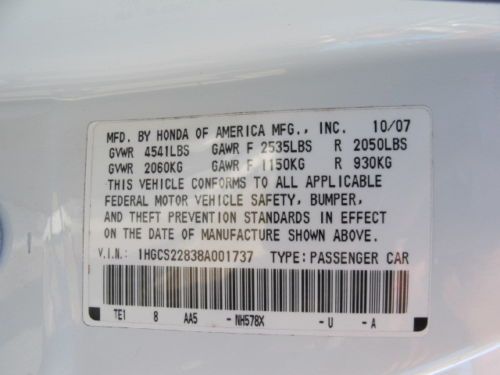 MFD. BY HONDA OF AMERICA MFG., INC. 10/07
GVWR 4541LBS GAWR F 2535LBS R 2050LBS
GVWR 2060KG GAWR F 1150KG R 930KG
THIS VEHICLE CONFORMS TO ALL APPLICABLE
FEDERAL MOTOR VEHICLE SAFETY, BUMPER,
AND THEFT PREVENTION STANDARDS IN EFFECT
ON THE DATE OF MANUFACTURE SHOWN ABOVE.
V.I.N.: 1HGCS22838A001737 TYPE: PASSENGER CAR
TE1 8 AA5 - NH578X - U - A